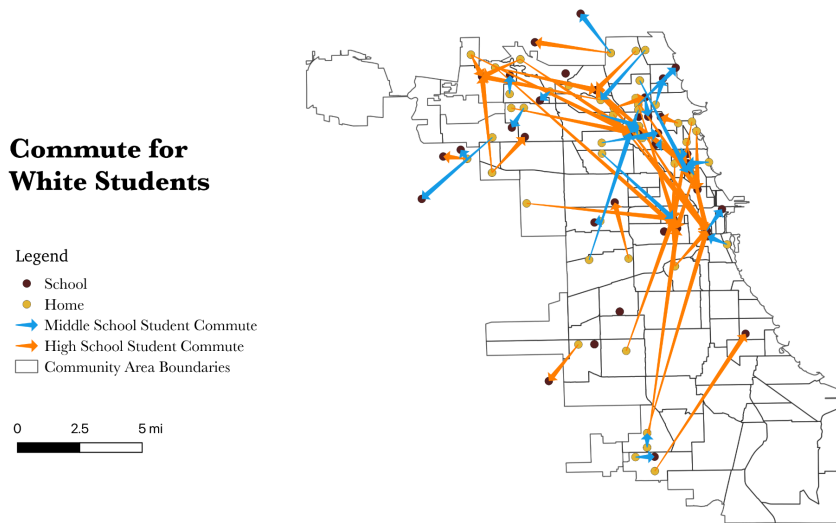 Commute for
White Students
Legend
School
Home
Middle School Student Commute
High School Student Commute
Community Area Boundaries
0 2.5 5 mi